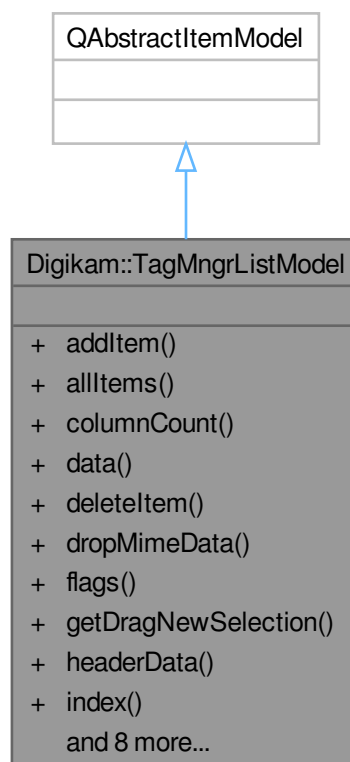 QAbstractItemModel
Digikam::TagMngrListModel
+ addItem()
+ allItems()
+ columnCount()
+ data()
+ deleteItem()
+ dropMimeData()
+ flags()
+ getDragNewSelection()
+ headerData()
+ index()
and 8 more...